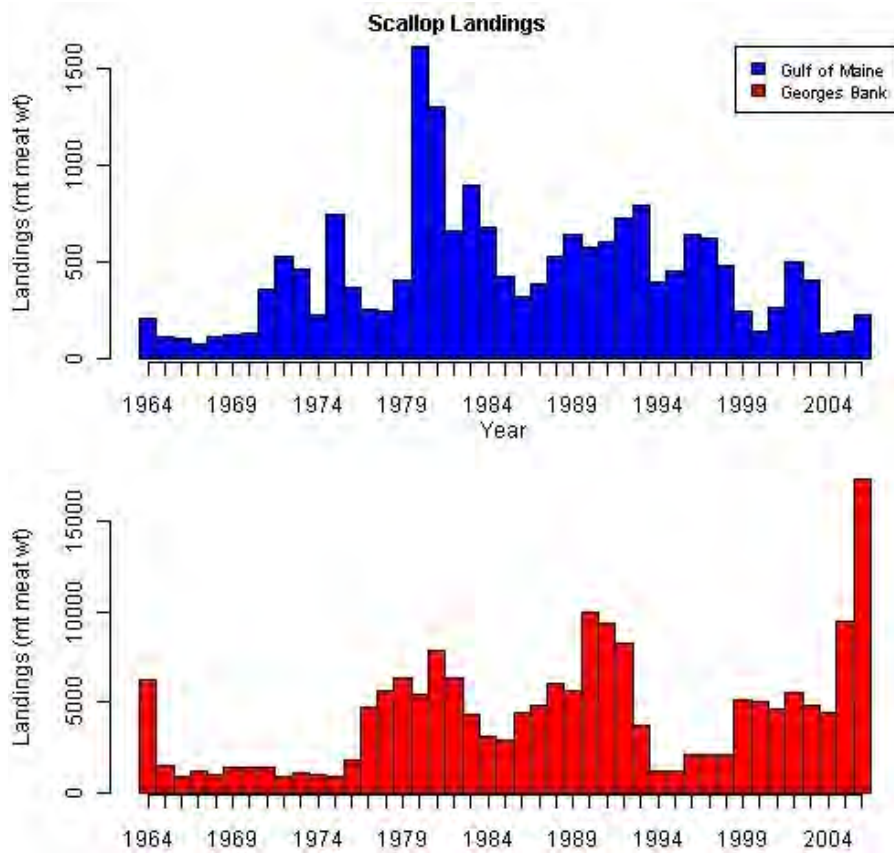 Scallop Landings
Gulf of Maine
Georges Bank
Landings (mt meat wt)
1500
1000
500
0
1964 1969 1974 1979 1984 1989 1994 1999 2004
Year
Landings (mt meat wt)
15000
10000
5000
0
1964 1969 1974 1979 1984 1989 1994 1999 2004